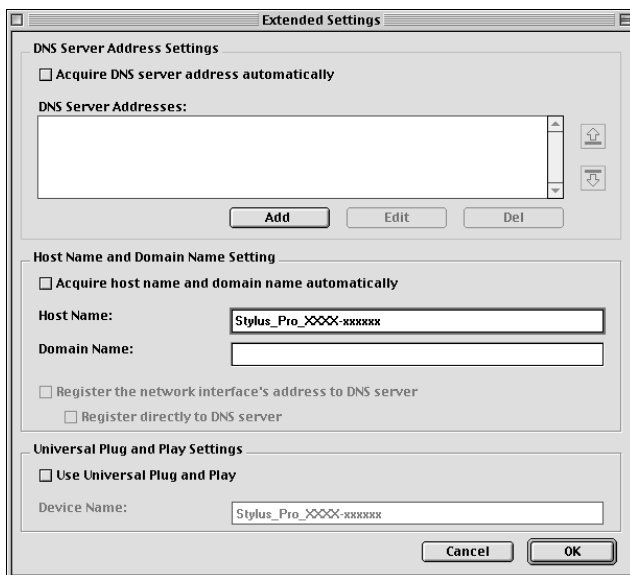 Extended Settings
DNS Server Address Settings
Acquire DNS server address automatically
DNS Server Addresses:
Add
Edit
Del
Host Name and Domain Name Setting
Acquire host name and domain name automatically
Host Name:
Stylus_Pro_XXXX-xxxxxx
Domain Name:
Register the network interface's address to DNS server
Register directly to DNS server
Universal Plug and Play Settings
Use Universal Plug and Play
Device Name:
Stylus_Pro_XXXX-xxxxxx
Cancel
OK